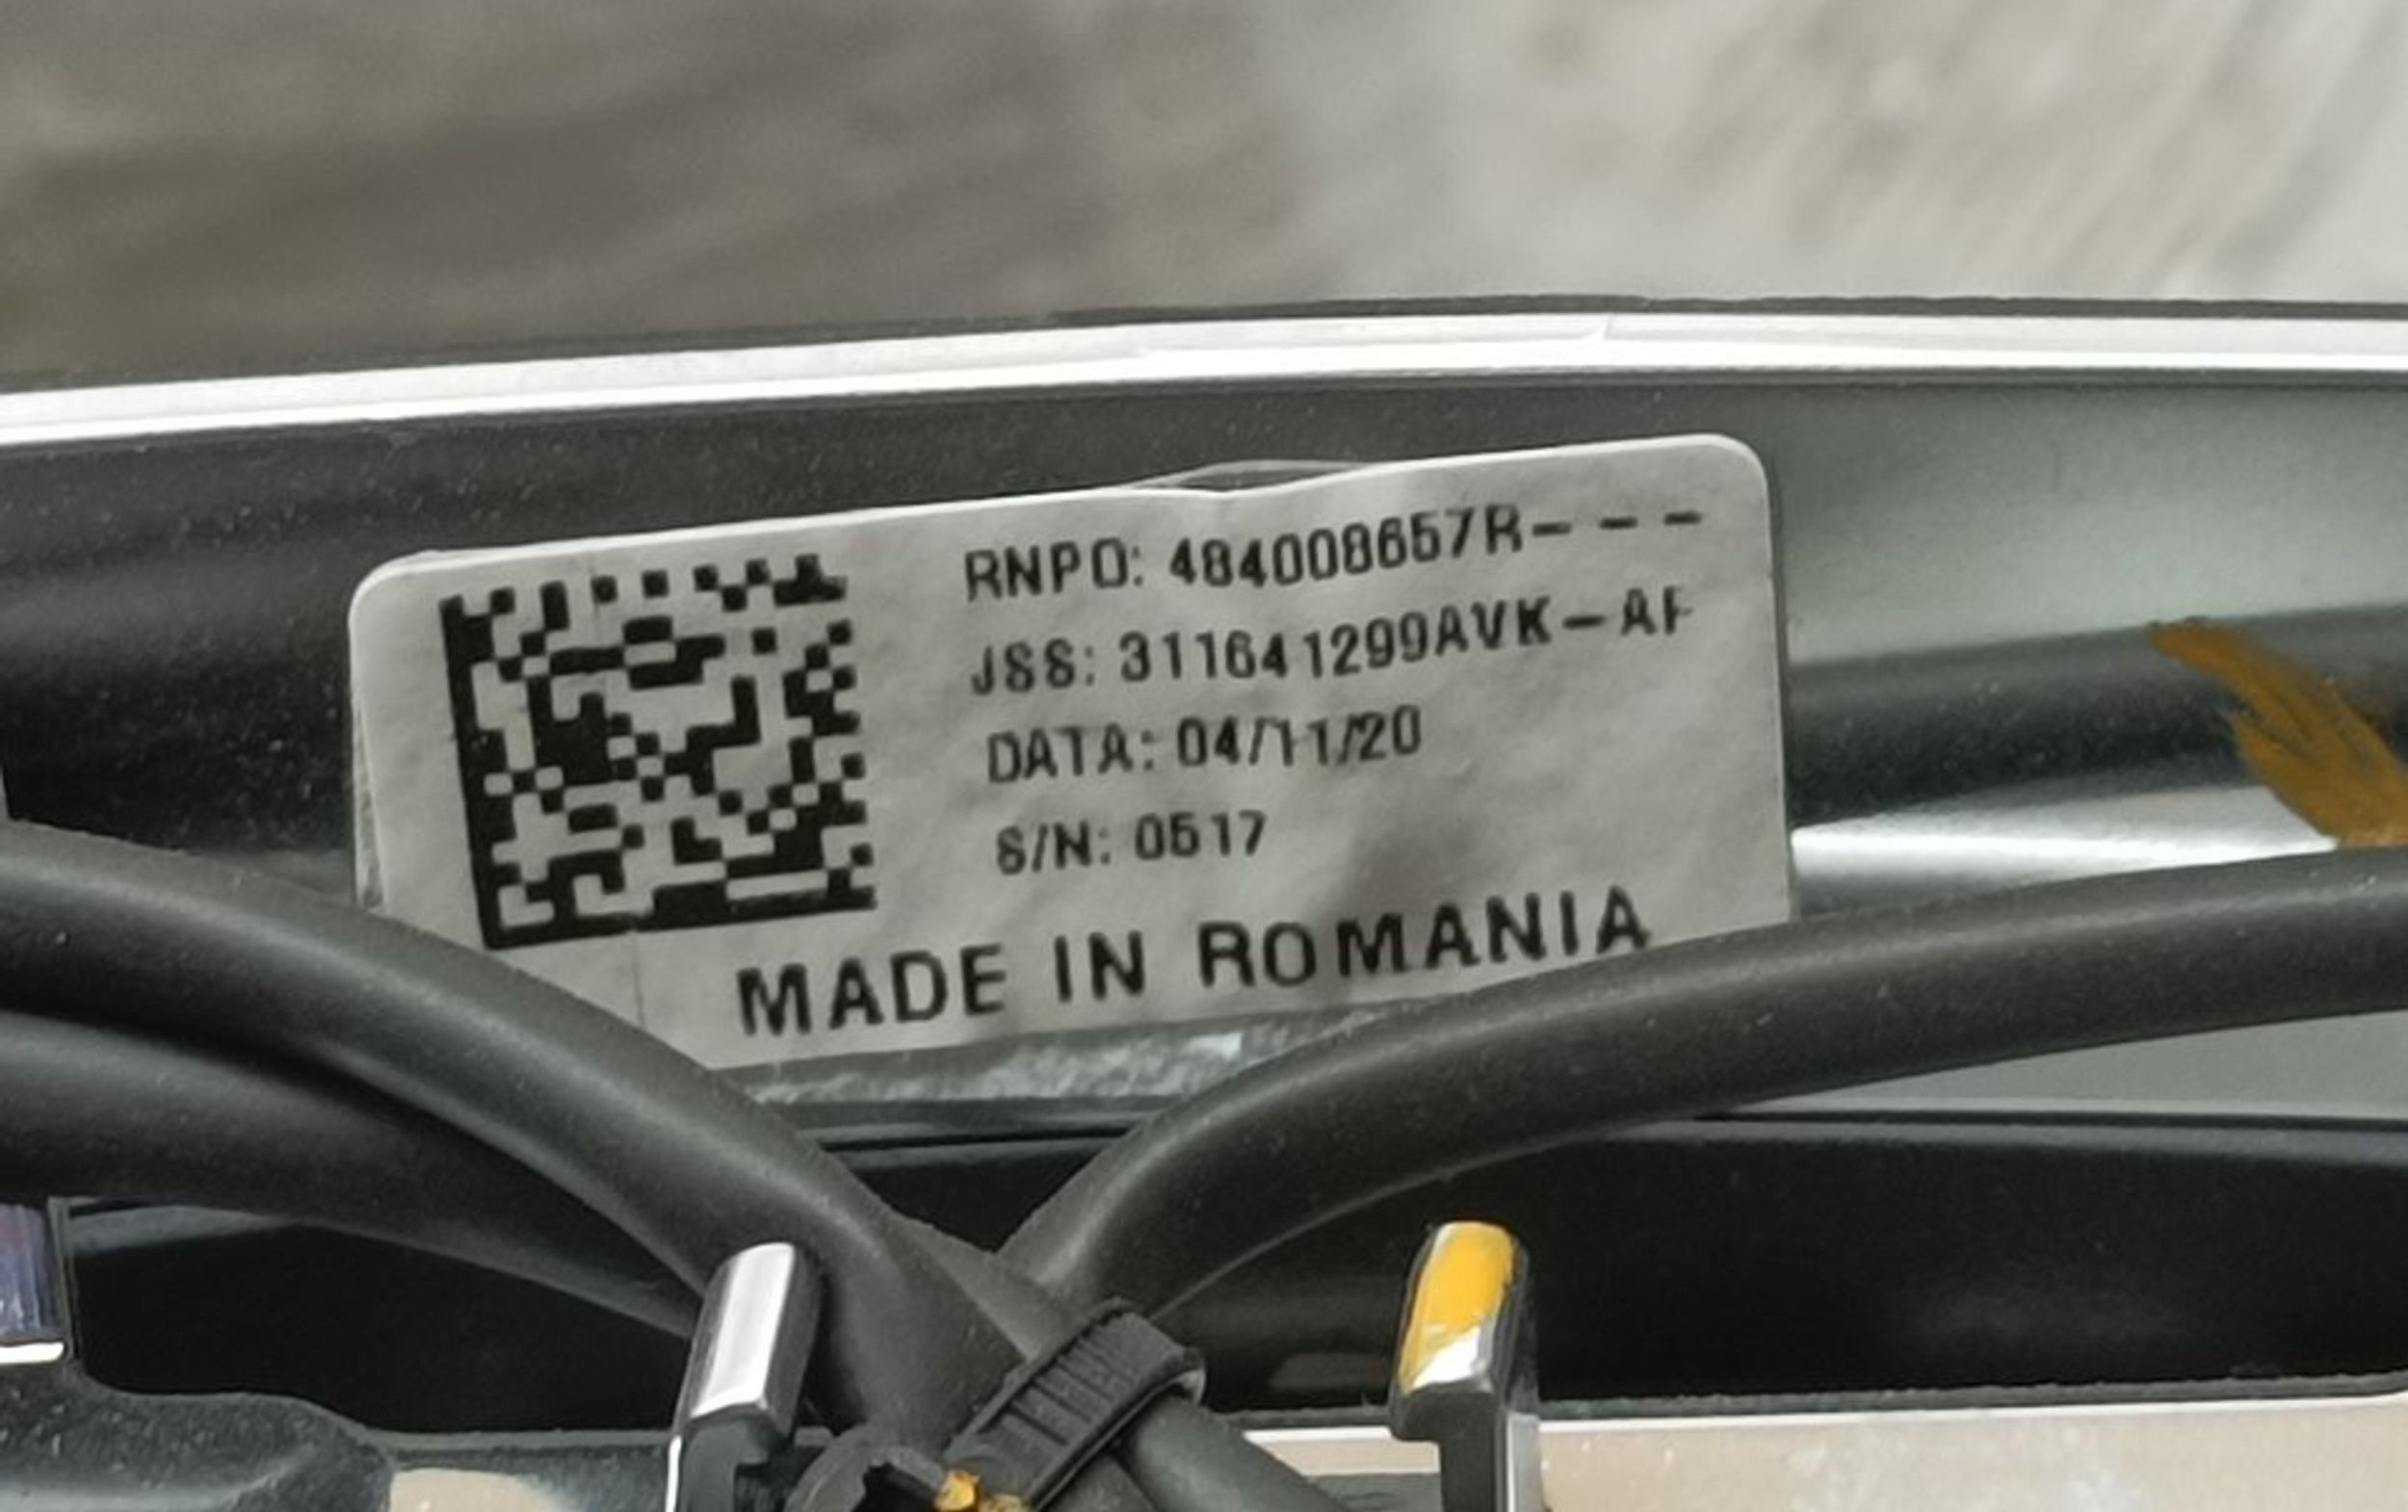 RNPO: 484008657R- - -
JSS: 311641299AVK-AF
DATA: 04/11/20
S/N: 0517
MADE IN ROMANIA